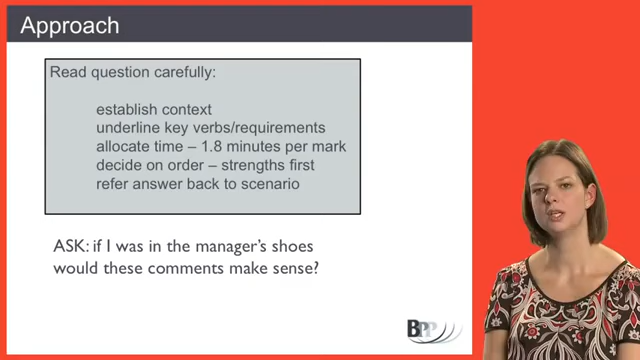 Approach
Read question carefully:
establish context
underline key verbs/requirements
allocate time – 1.8 minutes per mark
decide on order – strengths first
refer answer back to scenario
ASK: if I was in the manager's shoes
would these comments make sense?
BPP